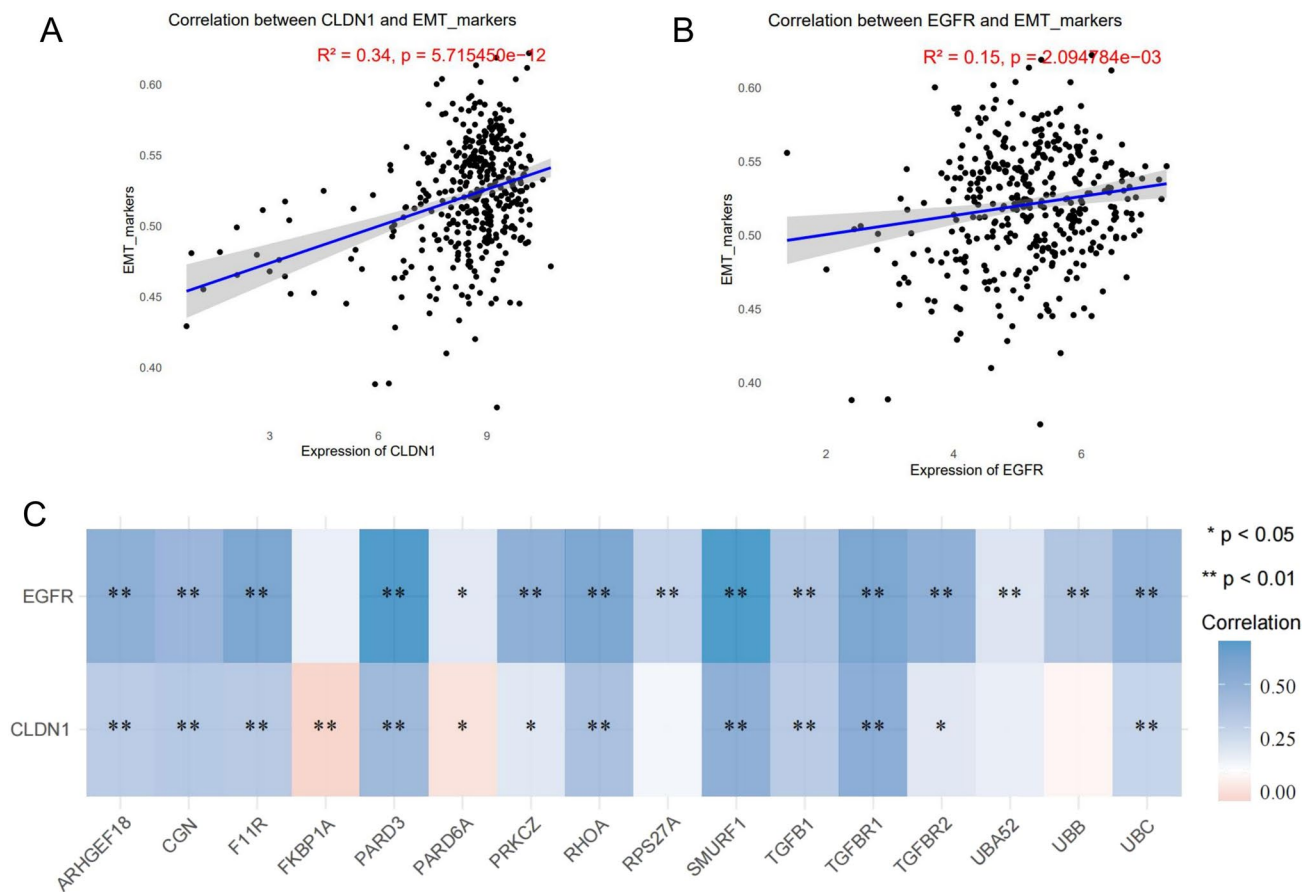 A
Correlation between CLDN1 and EMT_markers
R² = 0.34, p = 5.715450e−12
EMT_markers
0.60
0.55
0.50
0.45
0.40
3
6
9
Expression of CLDN1
B
Correlation between EGFR and EMT_markers
R² = 0.15, p = 2.094784e−03
EMT_markers
0.60
0.55
0.50
0.45
0.40
2
4
6
Expression of EGFR
C
EGFR
** ** ** ** * ** ** ** ** ** ** ** ** ** **
CLDN1
** ** ** ** ** * * ** ** ** ** * **
ARHGEF18
CGN
F11R
FKBP1A
PARD3
PARD6A
PRKCZ
RHOA
RPS27A
SMURF1
TGFB1
TGFBR1
TGFBR2
UBA52
UBB
UBC
* p < 0.05
** p < 0.01
Correlation
0.50
0.25
0.00